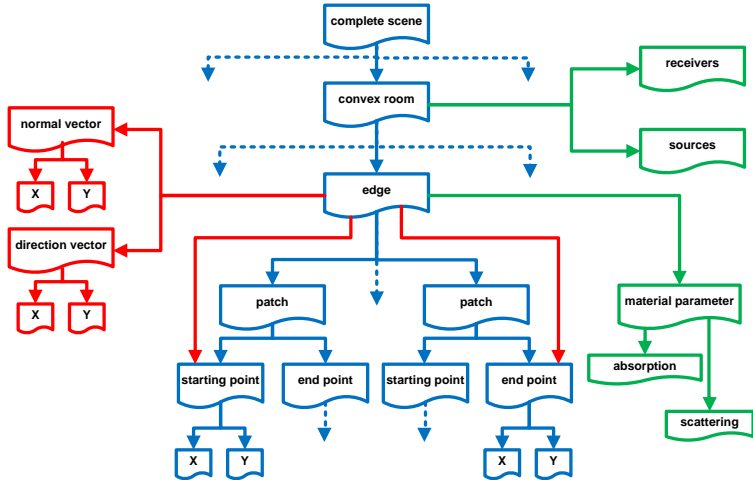 complete scene
receivers
convex room
normal vector
sources
edge
X Y
direction vector
patch patch
material parameter
X Y
absorption
starting point end point starting point end point
scattering
X Y X Y